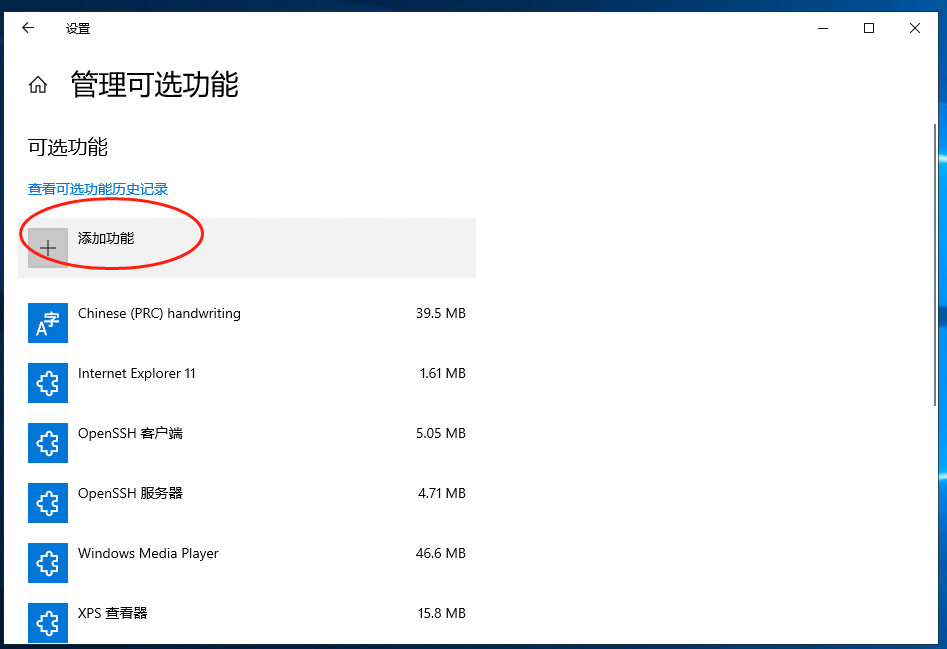 设置
管理可选功能
可选功能
查看可选功能历史记录
添加功能
Chinese (PRC) handwriting 39.5 MB
Internet Explorer 11 1.61 MB
OpenSSH 客户端 5.05 MB
OpenSSH 服务器 4.71 MB
Windows Media Player 46.6 MB
XPS 查看器 15.8 MB